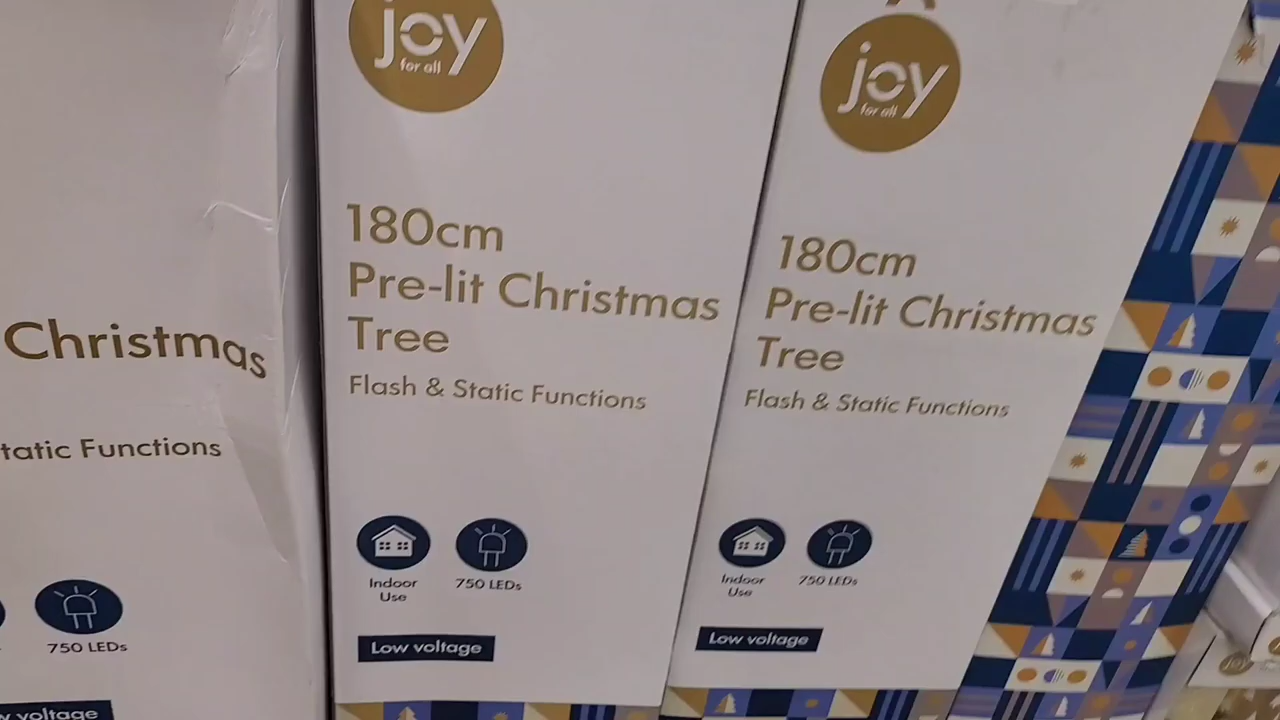 Christmas
tatic Functions
750 LEDs
voltage
joy
for all
180cm
Pre-lit Christmas
Tree
Flash & Static Functions
Indoor
Use
750 LEDs
Low voltage
joy
for all
180cm
Pre-lit Christmas
Tree
Flash & Static Functions
Indoor
Use
750 LEDs
Low voltage
joy